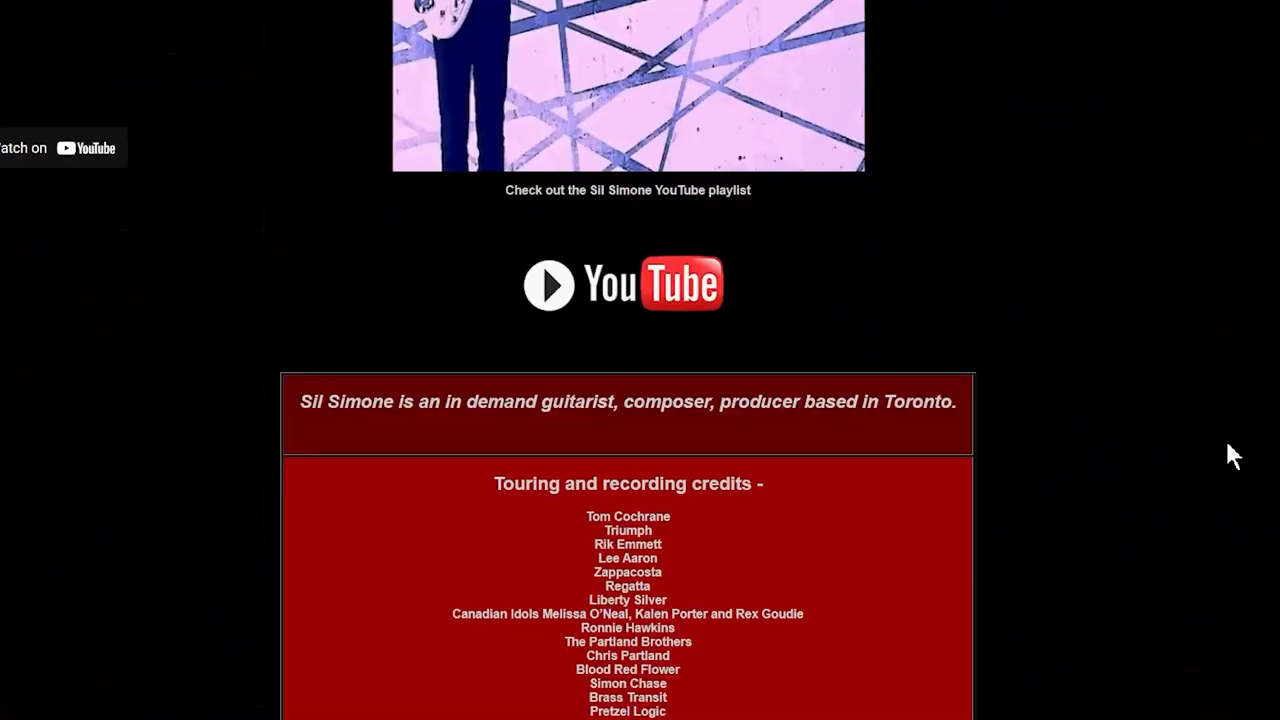 atch on YouTube
Check out the Sil Simone YouTube playlist
YouTube
Sil Simone is an in demand guitarist, composer, producer based in Toronto.
Touring and recording credits -
Tom Cochrane
Triumph
Rik Emmett
Lee Aaron
Zappacosta
Regatta
Liberty Silver
Canadian Idols Melissa O'Neal, Kalen Porter and Rex Goudie
Ronnie Hawkins
The Partland Brothers
Chris Partland
Blood Red Flower
Simon Chase
Brass Transit
Pretzel Logic